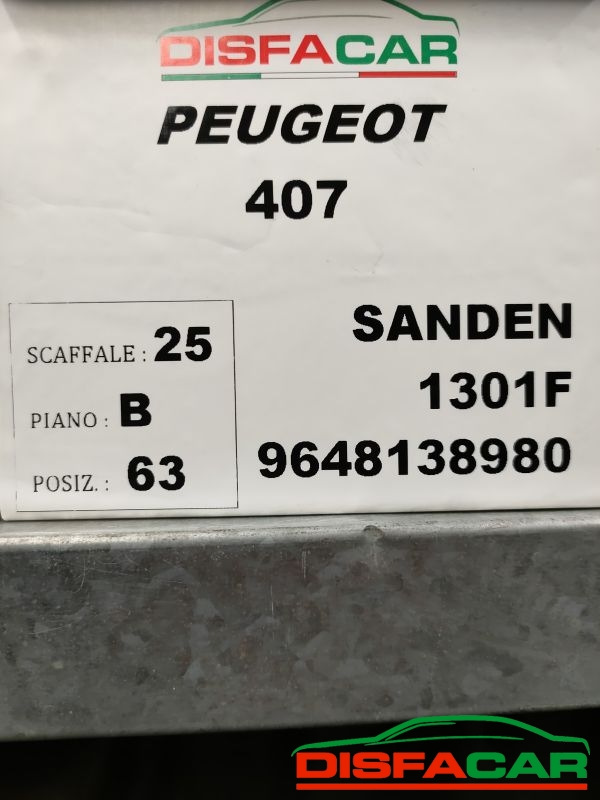 DISFACAR
PEUGEOT
407
SCAFFALE : 25
PIANO : B
POSIZ. : 63
SANDEN
1301F
9648138980
DISFACAR